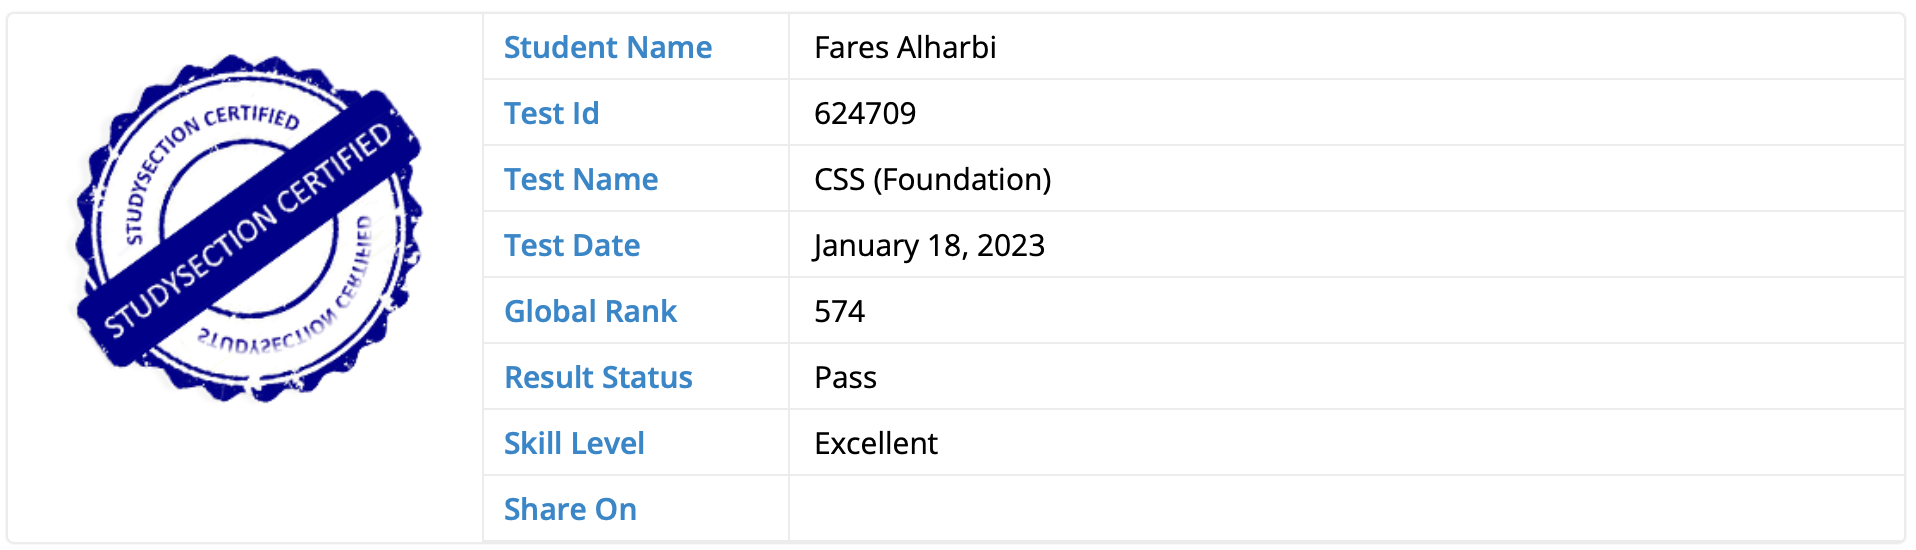 STUDYSECTION CERTIFIED
STUDYSECTION CERTIFIED
STUDYSECTION CERTIFIED
Student Name Fares Alharbi
Test Id 624709
Test Name CSS (Foundation)
Test Date January 18, 2023
Global Rank 574
Result Status Pass
Skill Level Excellent
Share On